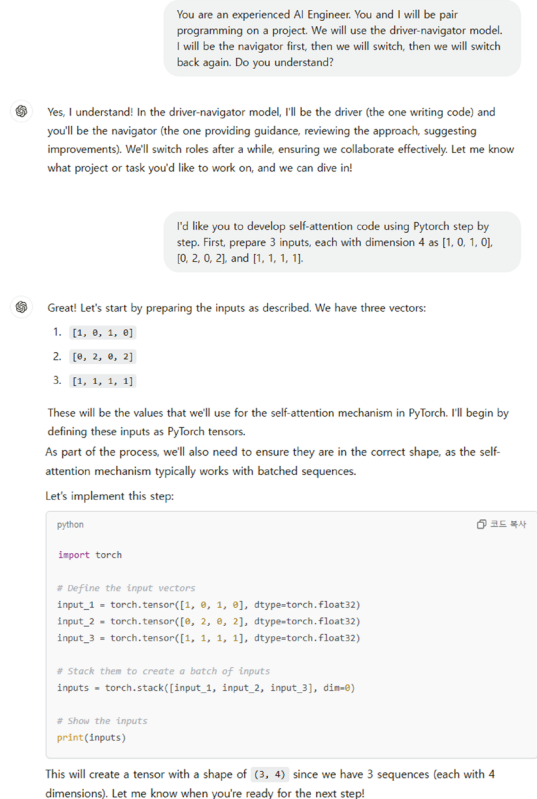 You are an experienced AI Engineer. You and I will be pair
programming on a project. We will use the driver-navigator model.
I will be the navigator first, then we will switch, then we will switch
back again. Do you understand?
Yes, I understand! In the driver-navigator model, I'll be the driver (the one writing code) and
you'll be the navigator (the one providing guidance, reviewing the approach, suggesting
improvements). We'll switch roles after a while, ensuring we collaborate effectively. Let me know
what project or task you'd like to work on, and we can dive in!
I'd like you to develop self-attention code using Pytorch step by
step. First, prepare 3 inputs, each with dimension 4 as [1, 0, 1, 0],
[0, 2, 0, 2], and [1, 1, 1, 1].
Great! Let's start by preparing the inputs as described. We have three vectors:
1. [1, 0, 1, 0]
2. [0, 2, 0, 2]
3. [1, 1, 1, 1]
These will be the values that we'll use for the self-attention mechanism in PyTorch. I'll begin by
defining these inputs as PyTorch tensors.
As part of the process, we'll also need to ensure they are in the correct shape, as the self-
attention mechanism typically works with batched sequences.
Let's implement this step:
python 코드 복사
import torch
# Define the input vectors
input_1 = torch.tensor([1, 0, 1, 0], dtype=torch.float32)
input_2 = torch.tensor([0, 2, 0, 2], dtype=torch.float32)
input_3 = torch.tensor([1, 1, 1, 1], dtype=torch.float32)
# Stack them to create a batch of inputs
inputs = torch.stack([input_1, input_2, input_3], dim=0)
# Show the inputs
print(inputs)
This will create a tensor with a shape of (3, 4) since we have 3 sequences (each with 4
dimensions). Let me know when you're ready for the next step!